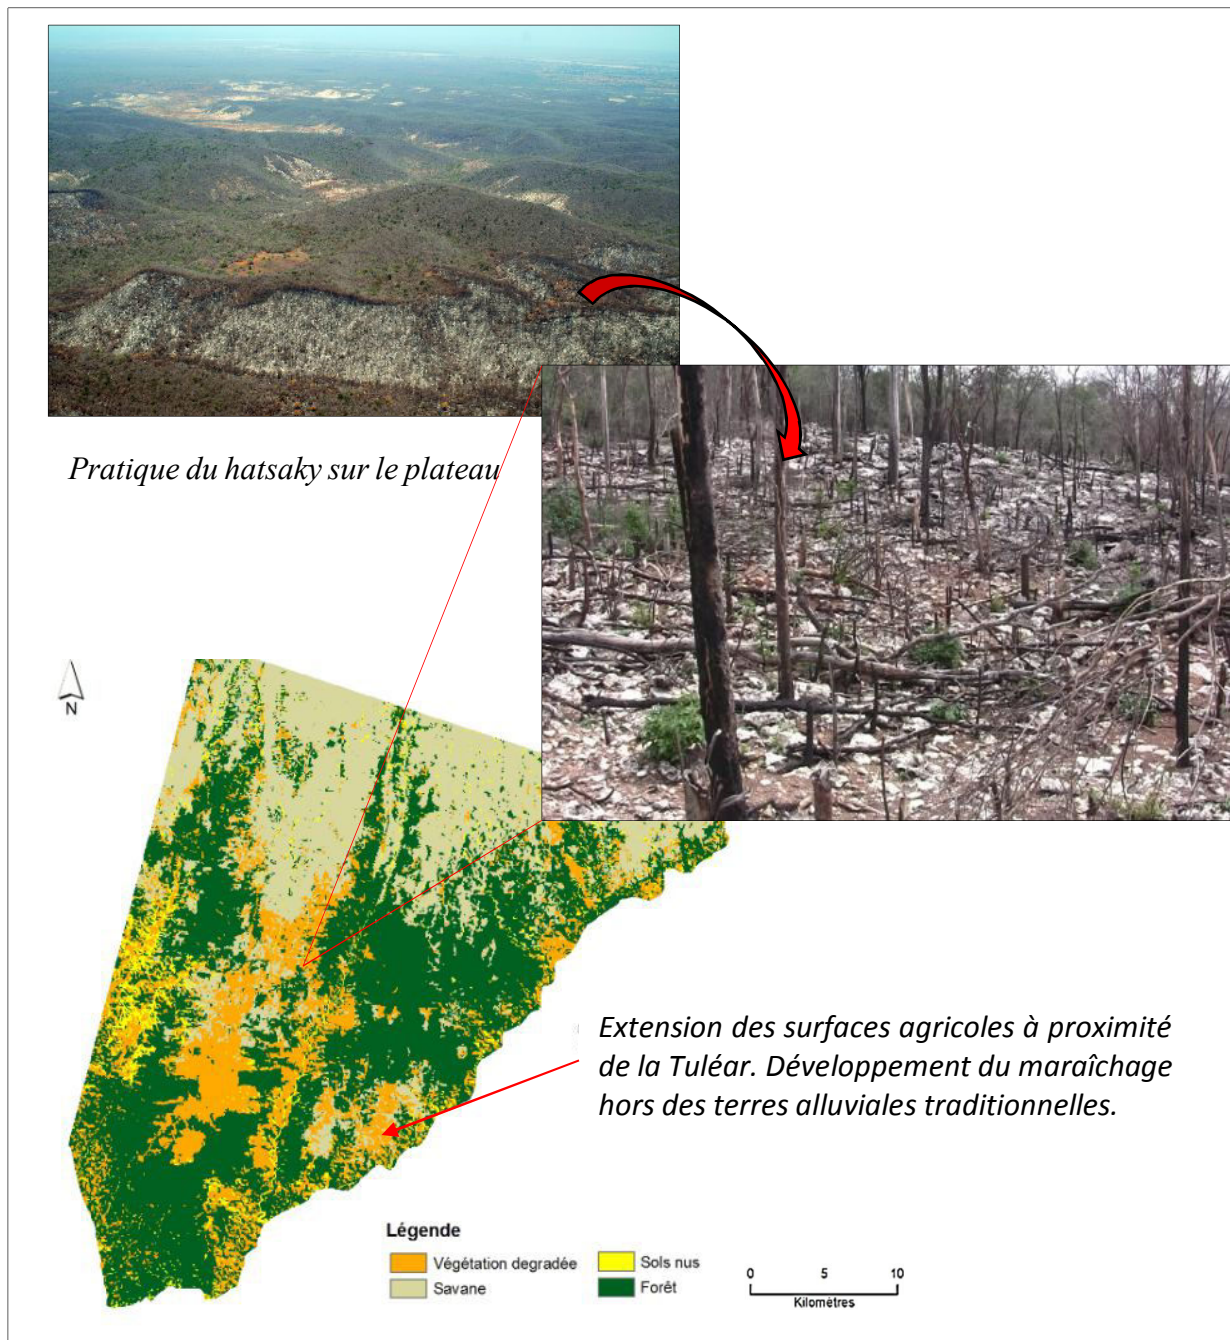 Pratique du hatsaky sur le plateau
N
Extension des surfaces agricoles à proximité
de la Tuléar. Développement du maraîchage
hors des terres alluviales traditionnelles.
Légende
Végétation degradée
Sols nus
Savane
Forêt
0 5 10
Kilomètres